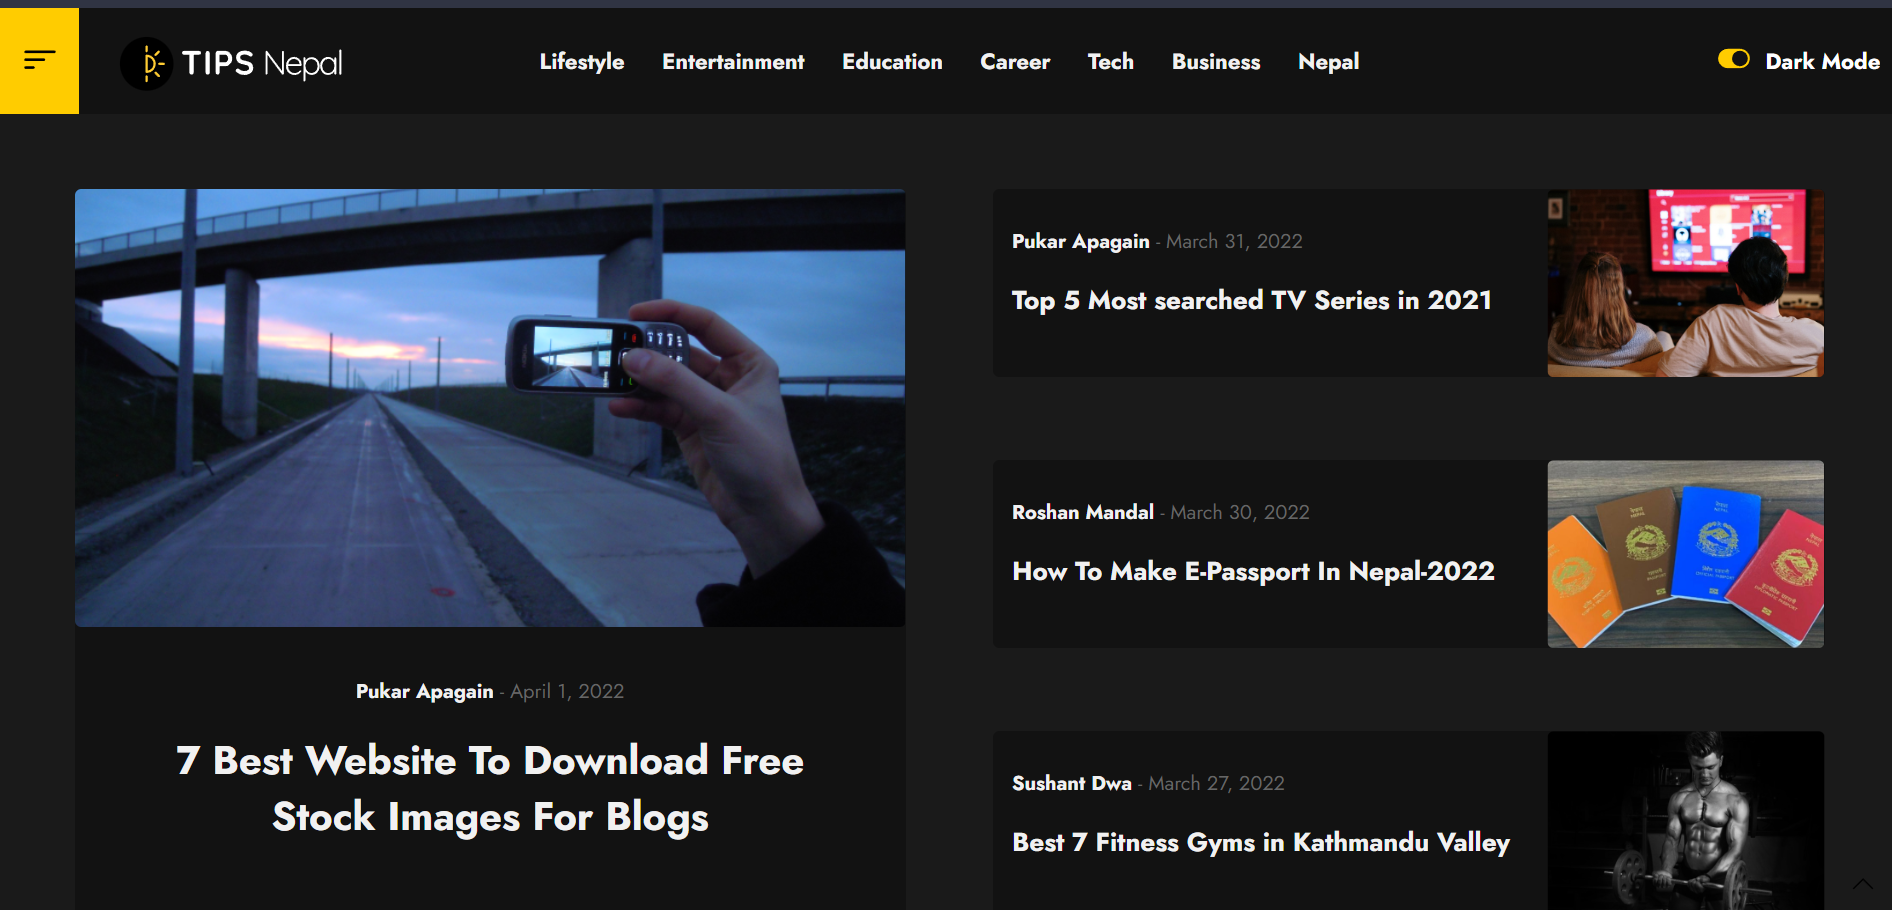 TIPS Nepal
Lifestyle Entertainment Education Career Tech Business Nepal
Dark Mode
Pukar Apagain - April 1, 2022
7 Best Website To Download Free
Stock Images For Blogs
Pukar Apagain - March 31, 2022
Top 5 Most searched TV Series in 2021
Roshan Mandal - March 30, 2022
How To Make E-Passport In Nepal-2022
Sushant Dwa - March 27, 2022
Best 7 Fitness Gyms in Kathmandu Valley